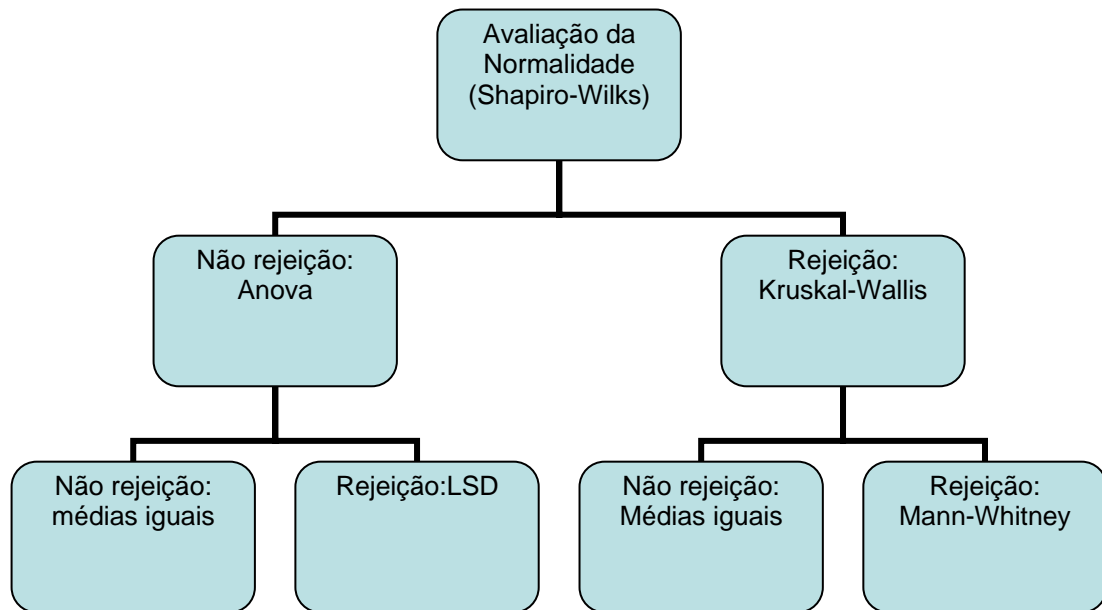 Avaliação da
Normalidade
(Shapiro-Wilks)
Não rejeição:
Anova
Rejeição:
Kruskal-Wallis
Não rejeição:
médias iguais
Rejeição:LSD
Não rejeição:
Médias iguais
Rejeição:
Mann-Whitney